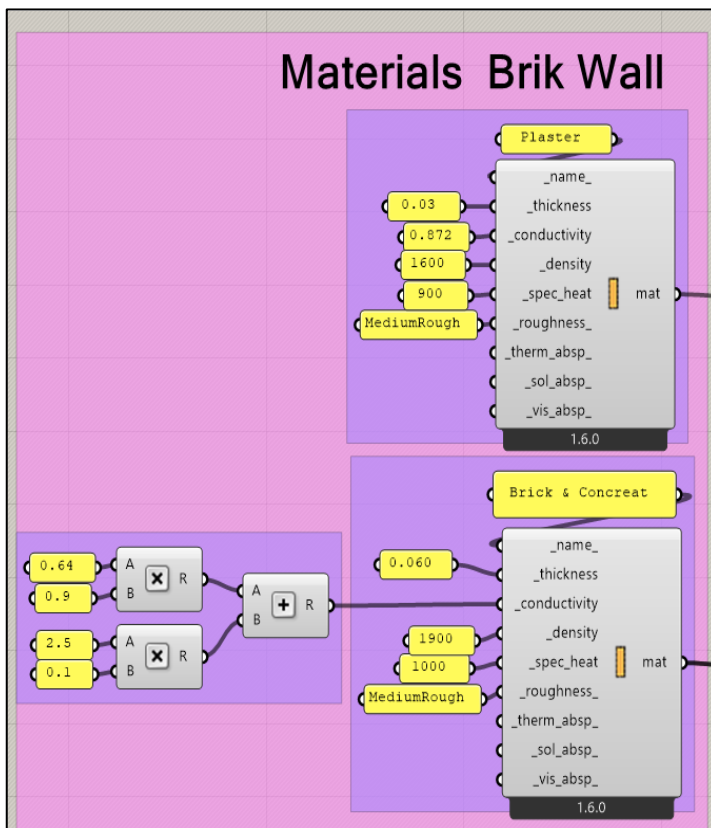 Materials Brik Wall
Plaster
_name_
0.03 _thickness
0.872 _conductivity
1600 _density
900 _spec_heat mat
MediumRough _roughness_
_therm_absp_
_sol_absp_
_vis_absp_
1.6.0
Brick & Concreat
_name_
0.060 _thickness
0.64 A R
0.9 B
A R
B
_conductivity
2.5 A R
0.1 B
1900 _density
1000 _spec_heat mat
MediumRough _roughness_
_therm_absp_
_sol_absp_
_vis_absp_
1.6.0